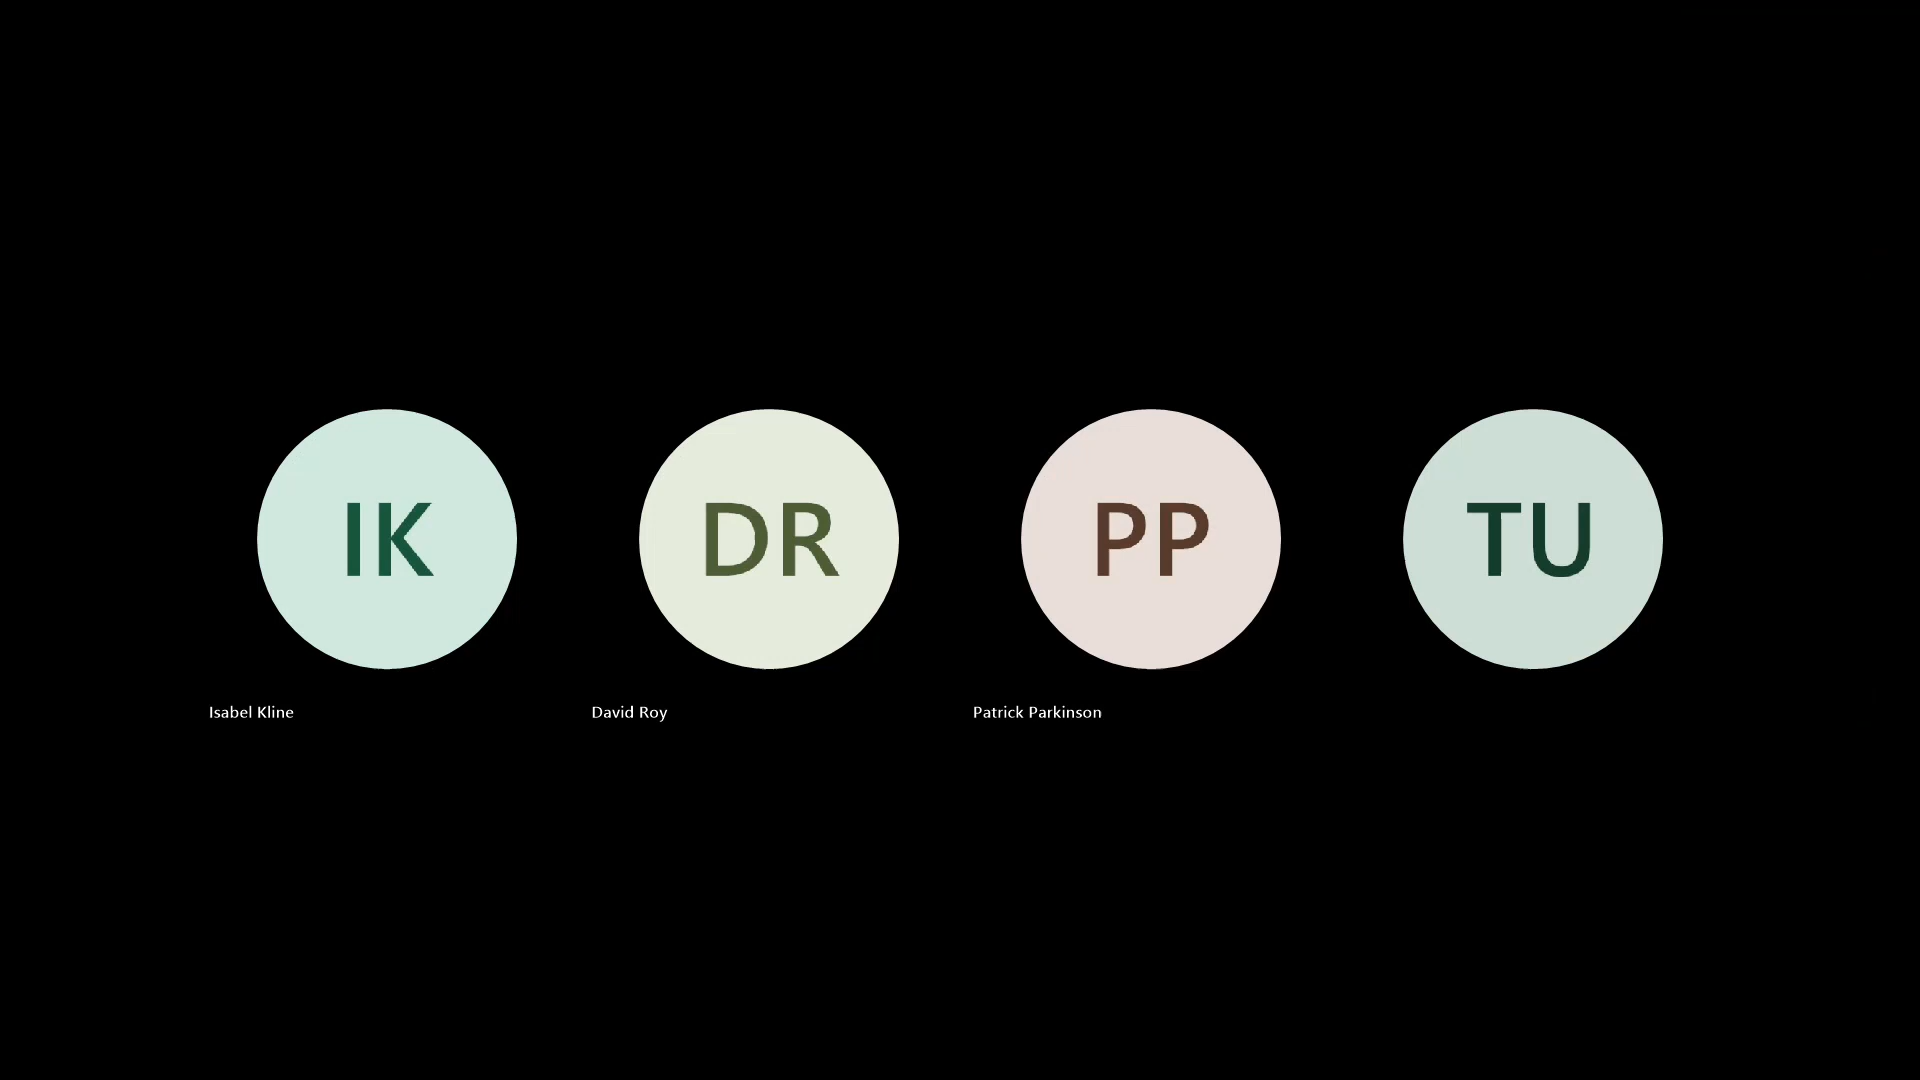 IK
DR
PP
TU
Isabel Kline
David Roy
Patrick Parkinson